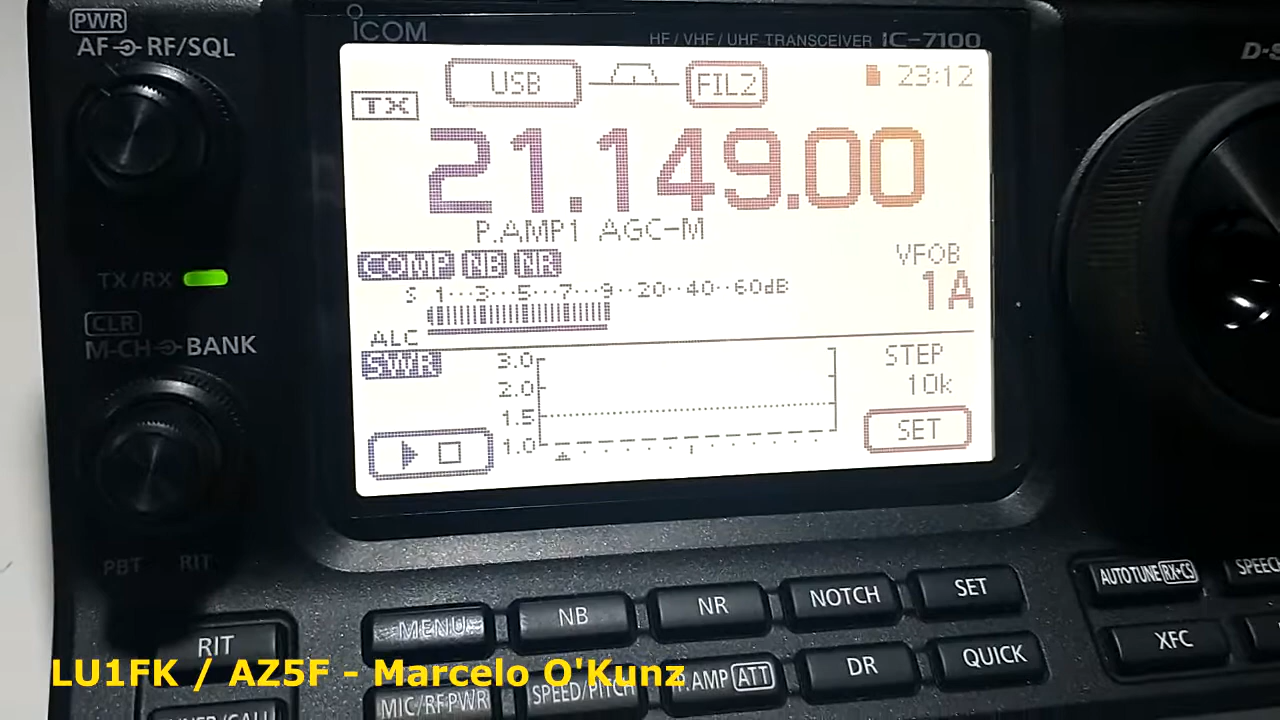 PWR
AF RF/SQL
ICOM
HF / VHF / UHF TRANSCEIVER IC-7100
D-S
USB FIL2 23:12
TX
21.149.00
P.AMP1 AGC-M
COMP NB NR
VFOB
1A
S 1···3···5···7···9··20··40··60dB
TX/RX
CLR
M-CH BANK
ALC
SWR
3.0
2.0
1.5
1.0
STEP
10k
SET
PBT RIT
AUTOTUNE RX•CS SPEECH
MENU NB NR NOTCH SET
RIT
XFC
LU1FK / AZ5F - Marcelo O'Kunz
MIC/RF PWR SPEED/PITCH P.AMP ATT DR QUICK